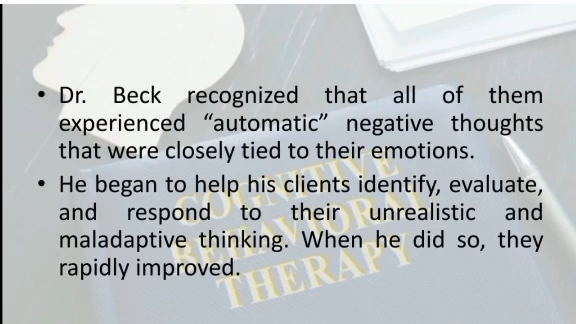 • Dr. Beck recognized that all of them
experienced “automatic” negative thoughts
that were closely tied to their emotions.
• He began to help his clients identify, evaluate,
and respond to their unrealistic and
maladaptive thinking. When he did so, they
rapidly improved.
COGNITIVE
BEHAVIORAL
THERAPY